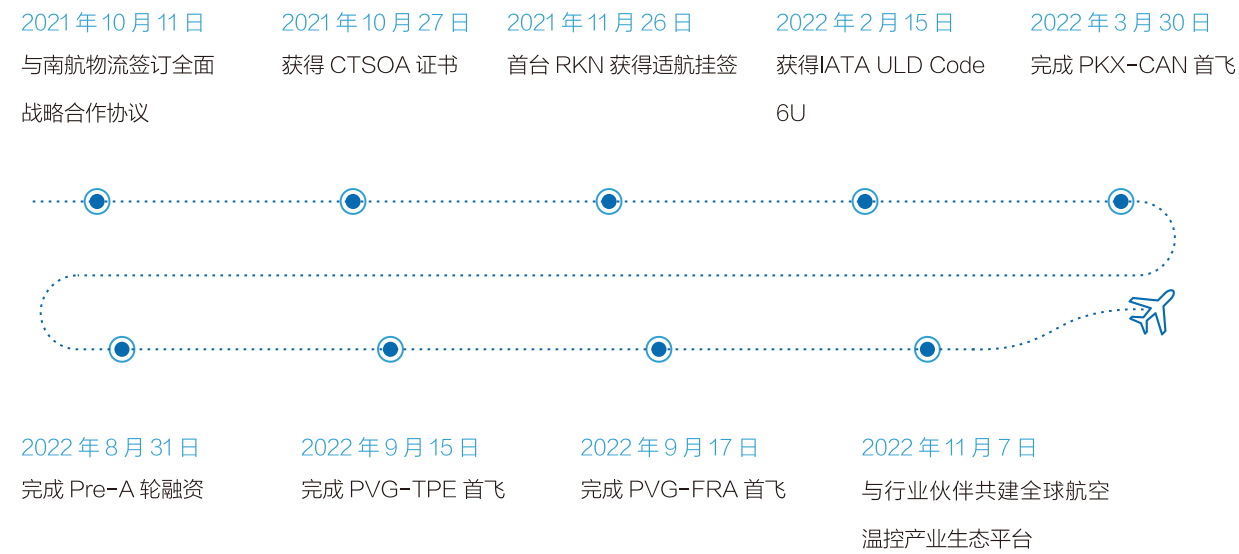 2021 年 10 月 11 日
与南航物流签订全面
战略合作协议
2021 年 10 月 27 日
获得 CTSOA 证书
2021 年 11 月 26 日
首台 RKN 获得适航挂签
2022 年 2 月 15 日
获得IATA ULD Code
6U
2022 年 3 月 30 日
完成 PKX-CAN 首飞
2022 年 8 月 31 日
完成 Pre-A 轮融资
2022 年 9 月 15 日
完成 PVG-TPE 首飞
2022 年 9 月 17 日
完成 PVG-FRA 首飞
2022 年 11 月 7 日
与行业伙伴共建全球航空
温控产业生态平台